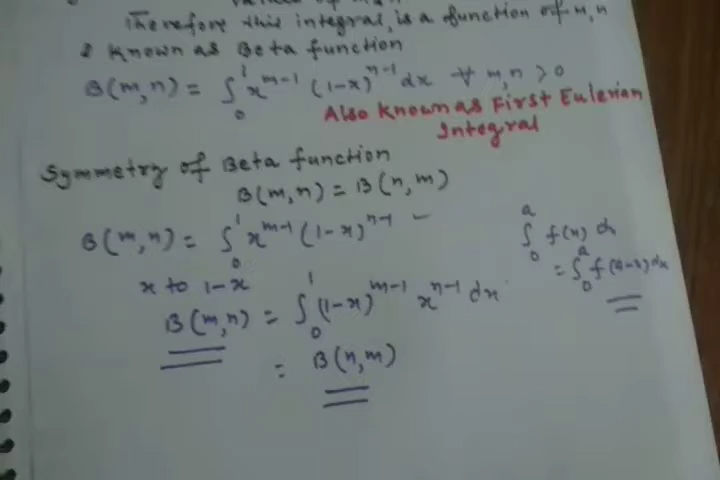 Therefore this integral, is a function of m, n
& Known as Beta function
B(m,n) = ∫₀¹ x^{m-1} (1-x)^{n-1} dx ∀ m,n > 0
Also Known as First Eulerian
Integral
Symmetry of Beta function
B(m,n) = B(n,m)
B(m,n) = ∫₀¹ x^{m-1} (1-x)^{n-1}
∫₀^a f(x) dx
= ∫₀^a f(a-x) dx
x to 1-x
B(m,n) = ∫₀¹ (1-x)^{m-1} x^{n-1} dx
= B(n,m)